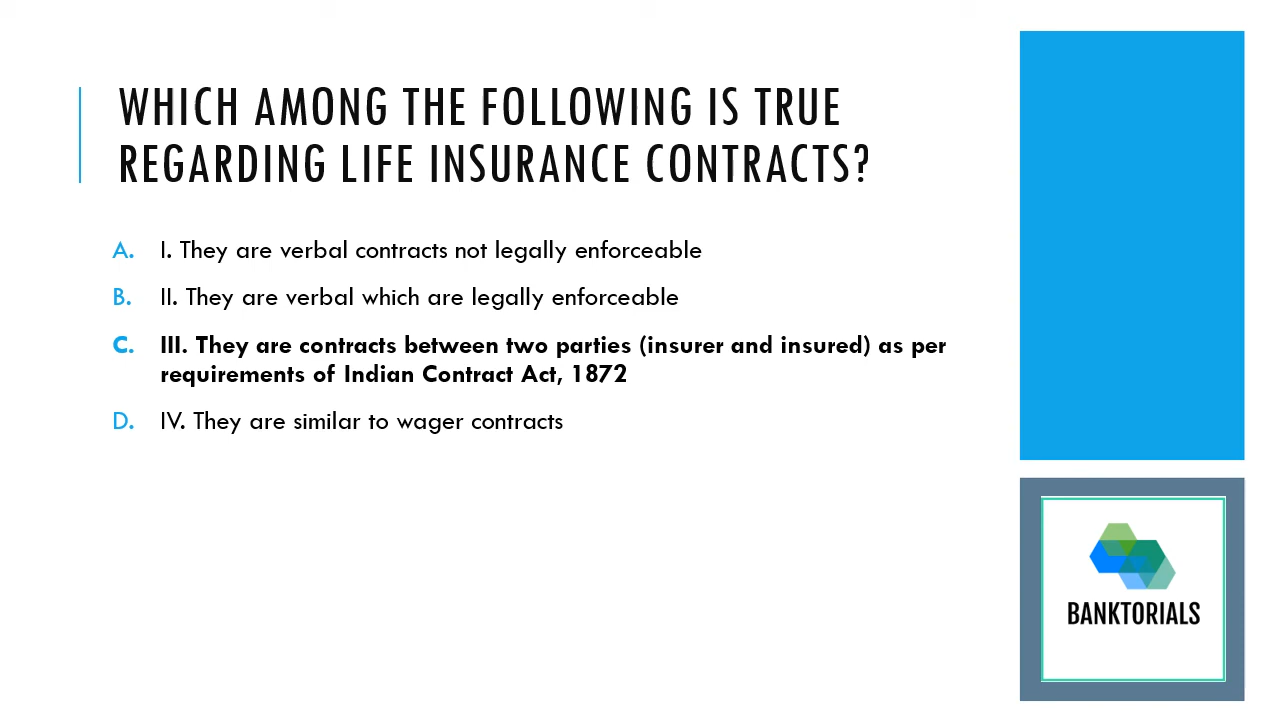 WHICH AMONG THE FOLLOWING IS TRUE
REGARDING LIFE INSURANCE CONTRACTS?
A. I. They are verbal contracts not legally enforceable
B. II. They are verbal which are legally enforceable
C. III. They are contracts between two parties (insurer and insured) as per
requirements of Indian Contract Act, 1872
D. IV. They are similar to wager contracts
BANKTORIALS